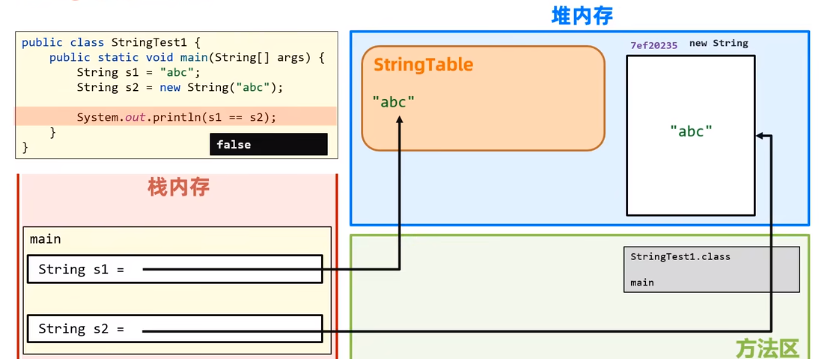 堆内存
public class StringTest1 {
    public static void main(String[] args) {
        String s1 = "abc";
        String s2 = new String("abc");
        System.out.println(s1 == s2);
    }
}
false
7ef20235 new String
StringTable
"abc"
"abc"
栈内存
main
String s1 =
String s2 =
StringTest1.class
main
方法区